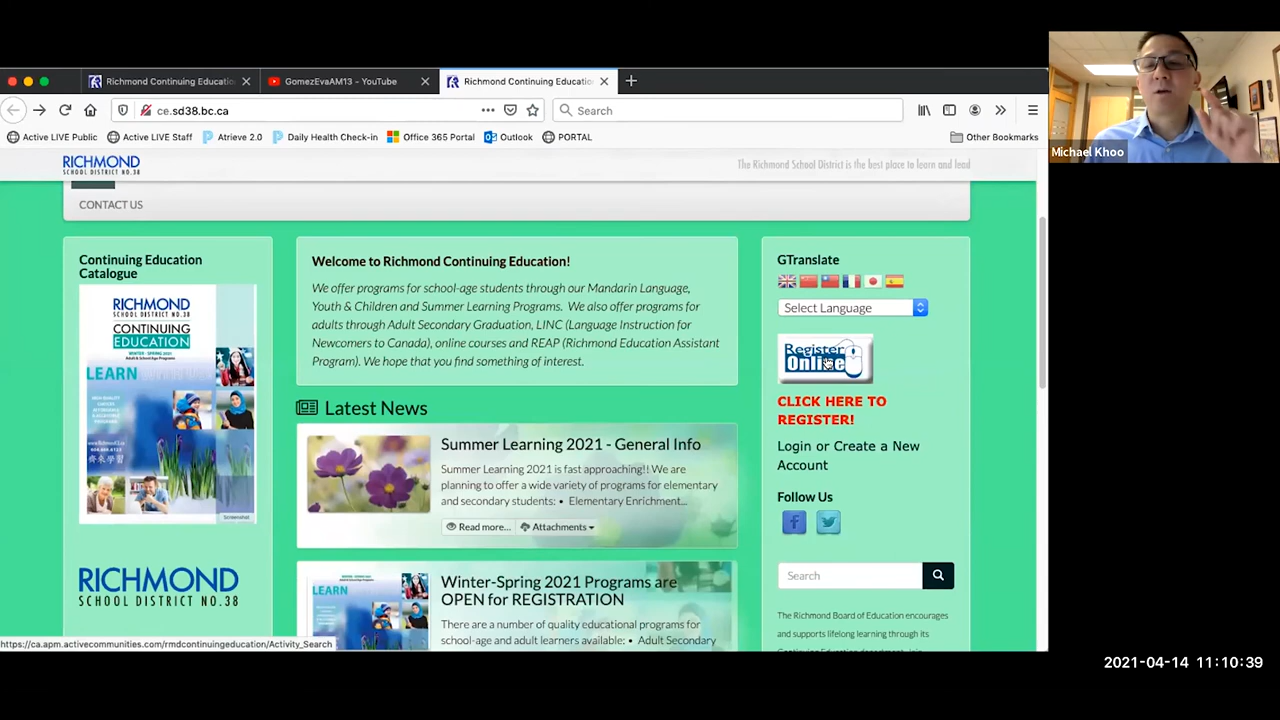 Richmond Continuing Educatio
GomezEvaAM13 - YouTube
Richmond Continuing Educatio
ce.sd38.bc.ca
Search
Active LIVE Public
Active LIVE Staff
Atrieve 2.0
Daily Health Check-in
Office 365 Portal
Outlook
PORTAL
Other Bookmarks
Michael Khoo
RICHMOND
SCHOOL DISTRICT NO.38
The Richmond School District is the best place to learn and lead
CONTACT US
Continuing Education
Catalogue
RICHMOND
SCHOOL DISTRICT NO.38
CONTINUING
EDUCATION
WINTER - SPRING 2021
Adult & School Age Programs
LEARN
Screenshot
RICHMOND
SCHOOL DISTRICT NO.38
Welcome to Richmond Continuing Education!
We offer programs for school-age students through our Mandarin Language,
Youth & Children and Summer Learning Programs. We also offer programs for
adults through Adult Secondary Graduation, LINC (Language Instruction for
Newcomers to Canada), online courses and REAP (Richmond Education Assistant
Program). We hope that you find something of interest.
Latest News
Summer Learning 2021 - General Info
Summer Learning 2021 is fast approaching!! We are
planning to offer a wide variety of programs for elementary
and secondary students: • Elementary Enrichment...
Read more...
Attachments
LEARN
Winter-Spring 2021 Programs are
OPEN for REGISTRATION
There are a number of quality educational programs for
school-age and adult learners available: • Adult Secondary
GTranslate
Select Language
Register
Online
CLICK HERE TO
REGISTER!
Login or Create a New
Account
Follow Us
Search
The Richmond Board of Education encourages
and supports lifelong learning through its
https://ca.apm.activecommunities.com/rmdcontinuingeducation/Activity_Search
2021-04-14 11:10:39